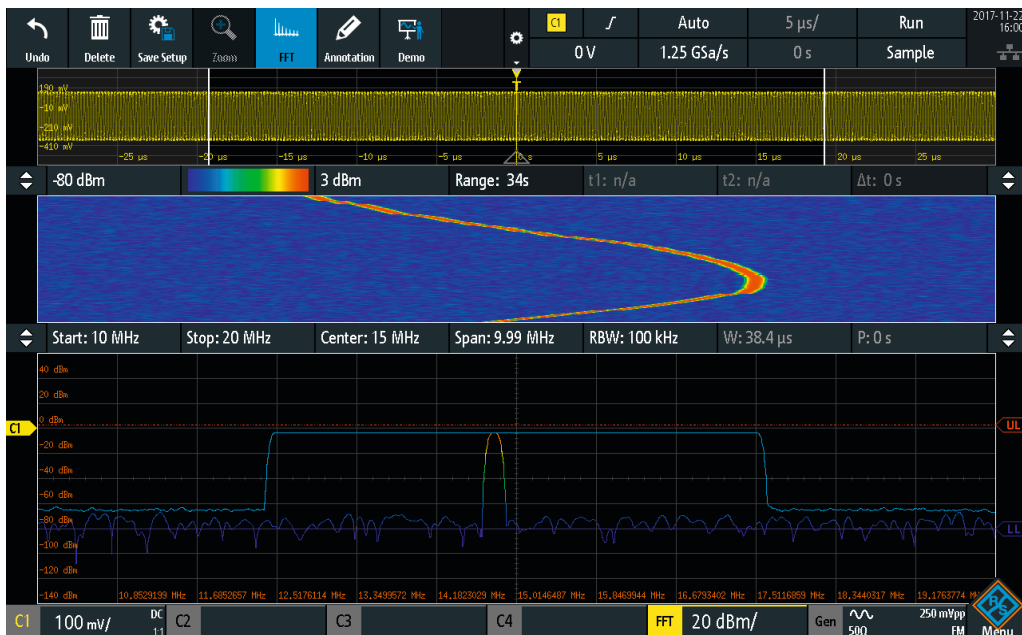 Undo
Delete
Save Setup
Zoom
FFT
Annotation
Demo
C1
Auto
5 µs/
Run
2017-11-22
16:00
0 V
1.25 GSa/s
0 s
Sample
190 mV
-10 mV
-210 mV
-410 mV
T
-25 µs -20 µs -15 µs -10 µs -5 µs 0 s 5 µs 10 µs 15 µs 20 µs 25 µs
-80 dBm 3 dBm Range: 34s t1: n/a t2: n/a Δt: 0 s
Start: 10 MHz Stop: 20 MHz Center: 15 MHz Span: 9.99 MHz RBW: 100 kHz W: 38.4 µs P: 0 s
40 dBm
20 dBm
0 dBm
C1
UL
-20 dBm
-40 dBm
-60 dBm
-80 dBm
LL
-100 dBm
-120 dBm
-140 dBm
10,8529199 MHz 11,6852657 MHz 12,5176114 MHz 13,3499572 MHz 14,1823029 MHz 15,0146487 MHz 15,8469944 MHz 16,6793402 MHz 17,5116859 MHz 18,3440317 MHz 19,1763774
C1 100 mV/ DC 1:1 C2 C3 C4 FFT 20 dBm/ Gen 50Ω 250 mVpp FM
R&S
Menu